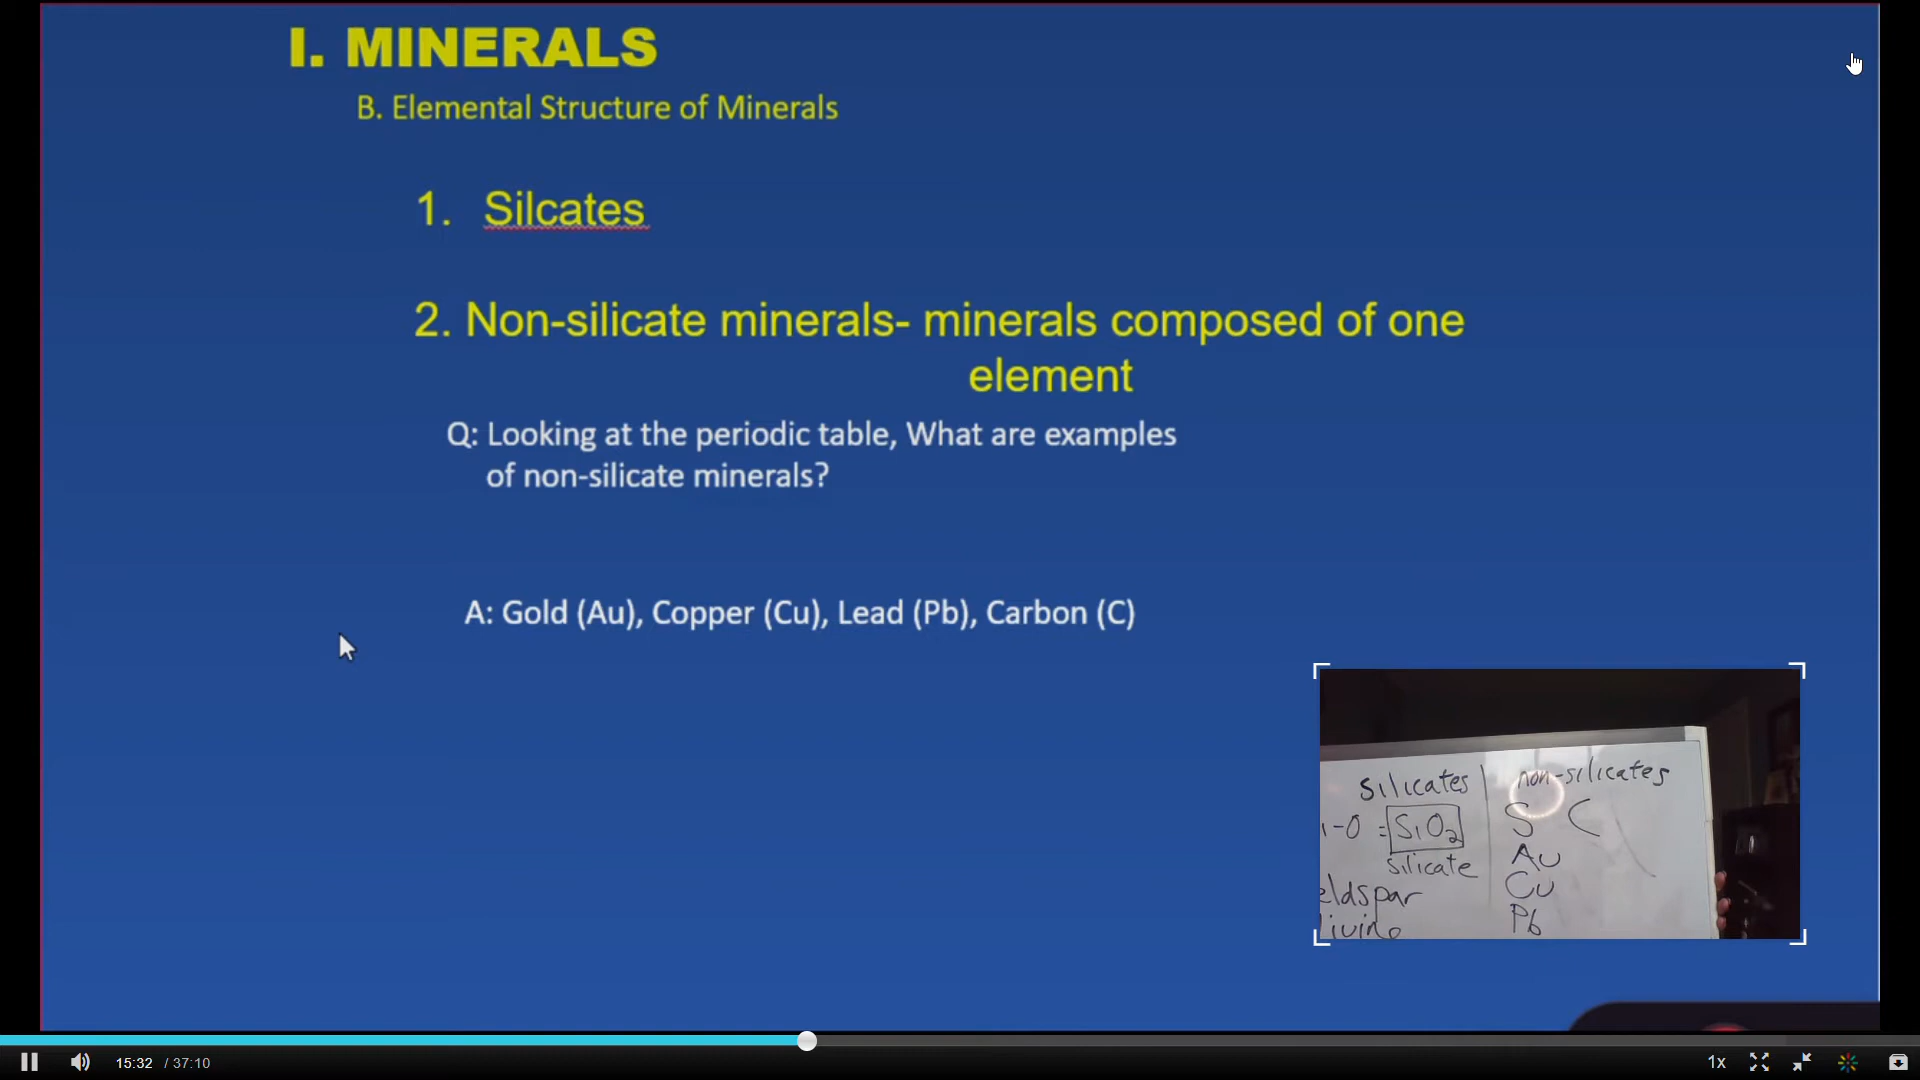 I. MINERALS
B. Elemental Structure of Minerals
1. Silcates
2. Non-silicate minerals- minerals composed of one
element
Q: Looking at the periodic table, What are examples
of non-silicate minerals?
A: Gold (Au), Copper (Cu), Lead (Pb), Carbon (C)
silicates
non-silicates
-O = SiO2
S C
silicate
Au
eldspar
Cu
livine
Pb
15:32 / 37:10
1x